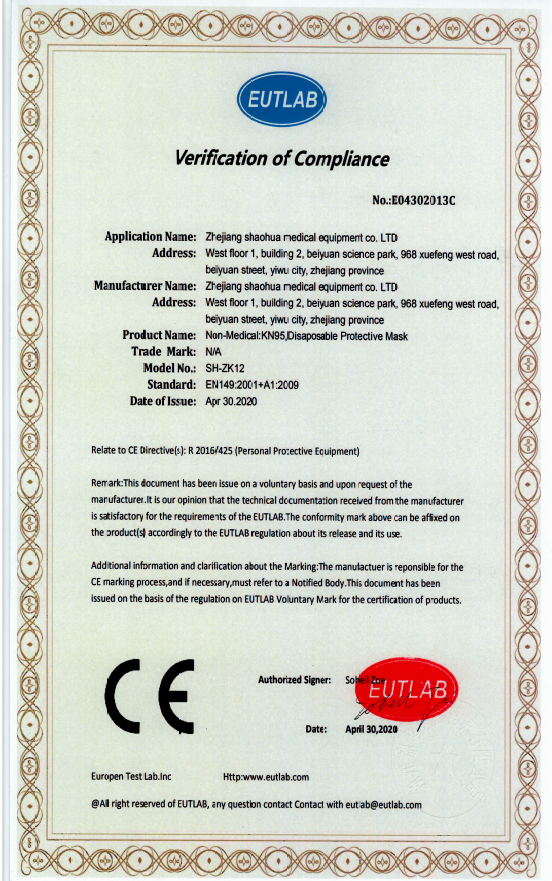 EUTLAB
Verification of Compliance
No.:E04302013C
Application Name: Zhejiang shaohua medical equipment co. LTD
Address: West floor 1, building 2, beiyuan science park, 968 xuefeng west road,
beiyuan street, yiwu city, zhejiang province
Manufacturer Name: Zhejiang shaohua medical equipment co. LTD
Address: West floor 1, building 2, beiyuan science park, 968 xuefeng west road,
beiyuan street, yiwu city, zhejiang province
Product Name: Non-Medical:KN95,Disaposable Protective Mask
Trade Mark: N/A
Model No.: SH-ZK12
Standard: EN149:2001+A1:2009
Date of Issue: Apr 30.2020
Relate to CE Directive(s): R 2016/425 (Personal Protective Equipment)
Remark:This document has been issue on a voluntary basis and upon request of the
manufacturer.It is our opinion that the technical documentation received from the manufacturer
is satisfactory for the requirements of the EUTLAB.The conformity mark above can be affixed on
the product(s) accordingly to the EUTLAB regulation about its release and its use.
Additional information and clarification about the Marking:The manufactuer is reponsible for the
CE marking process,and if necessary,must refer to a Notified Body.This document has been
issued on the basis of the regulation on EUTLAB Voluntary Mark for the certification of products.
CE
Authorized Signer:
EUTLAB
Date: April 30,2020
Europen Test Lab.Inc Http:www.eutlab.com
@All right reserved of EUTLAB, any question contact Contact with eutlab@eutlab.com